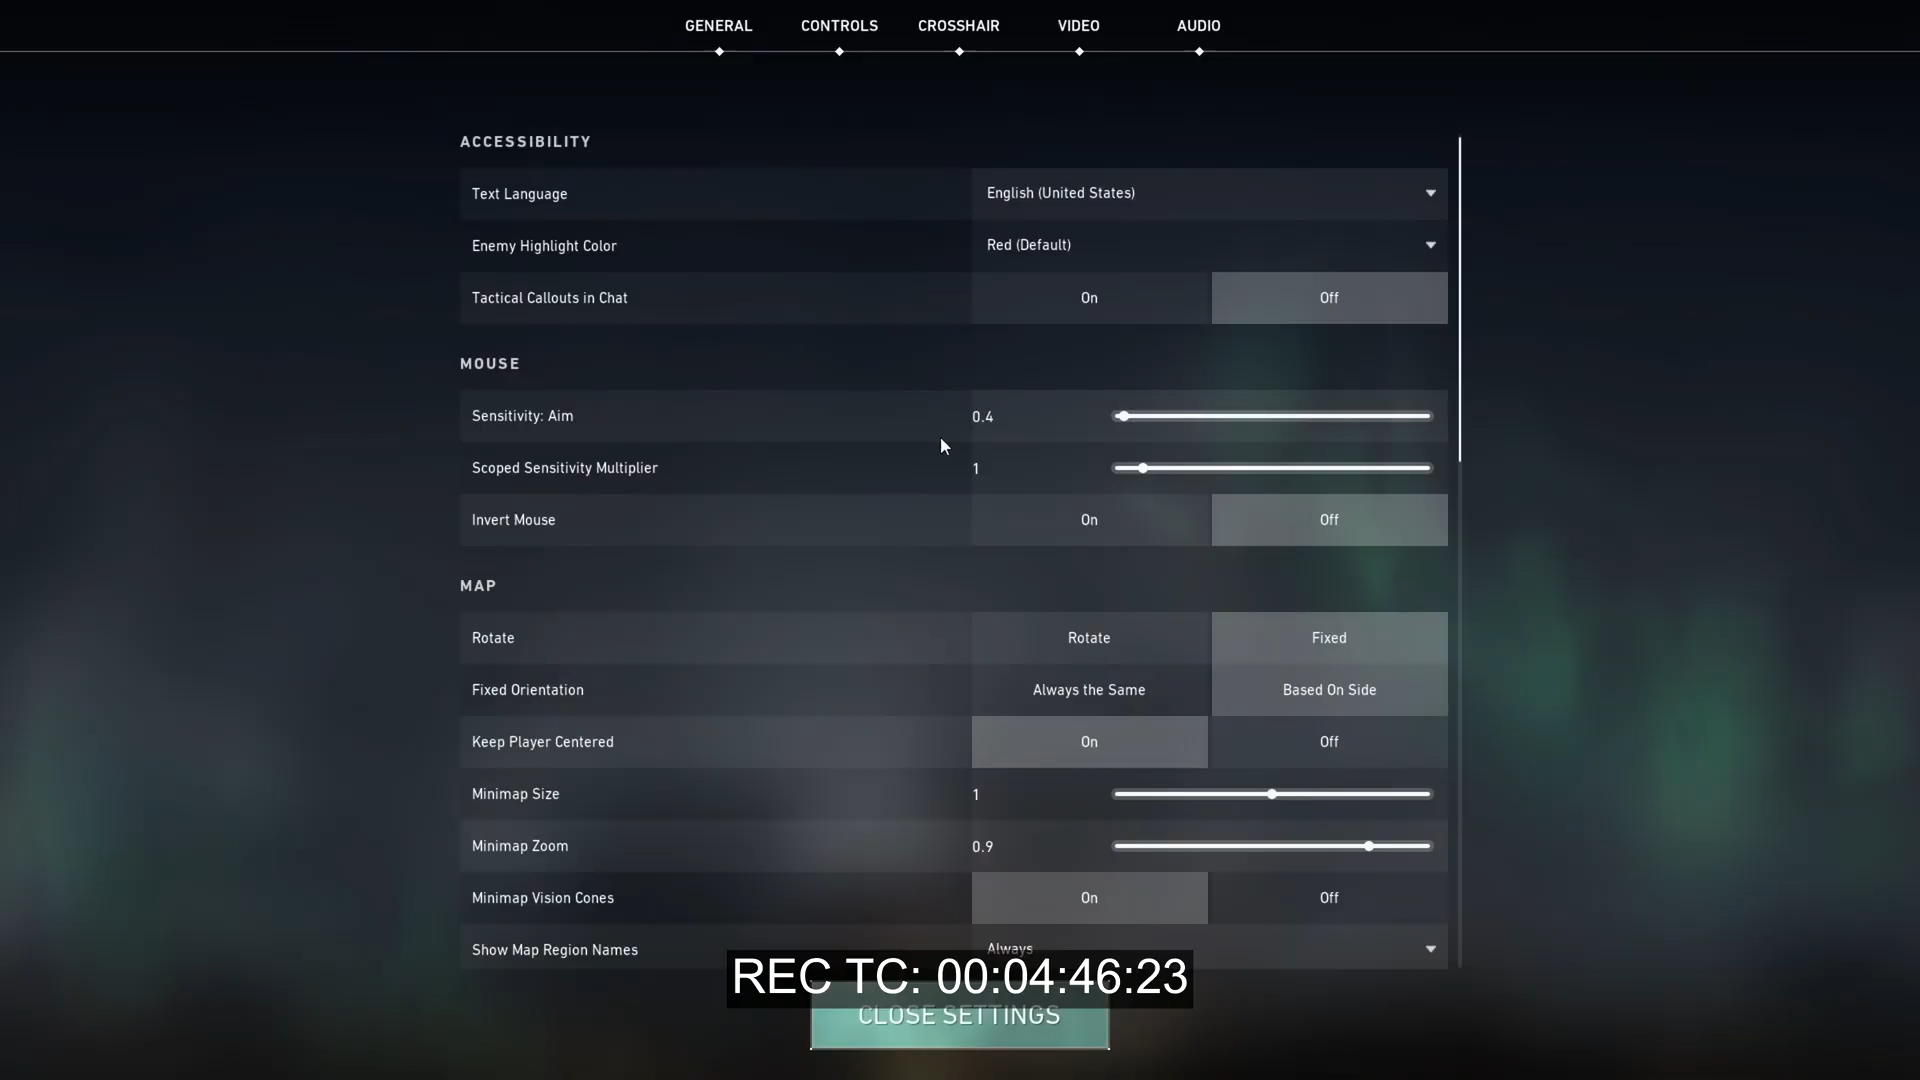 GENERAL CONTROLS CROSSHAIR VIDEO AUDIO
ACCESSIBILITY
Text Language English (United States)
Enemy Highlight Color Red (Default)
Tactical Callouts in Chat On Off
MOUSE
Sensitivity: Aim 0.4
Scoped Sensitivity Multiplier 1
Invert Mouse On Off
MAP
Rotate Rotate Fixed
Fixed Orientation Always the Same Based On Side
Keep Player Centered On Off
Minimap Size 1
Minimap Zoom 0.9
Minimap Vision Cones On Off
Show Map Region Names Always
REC TC: 00:04:46:23
CLOSE SETTINGS